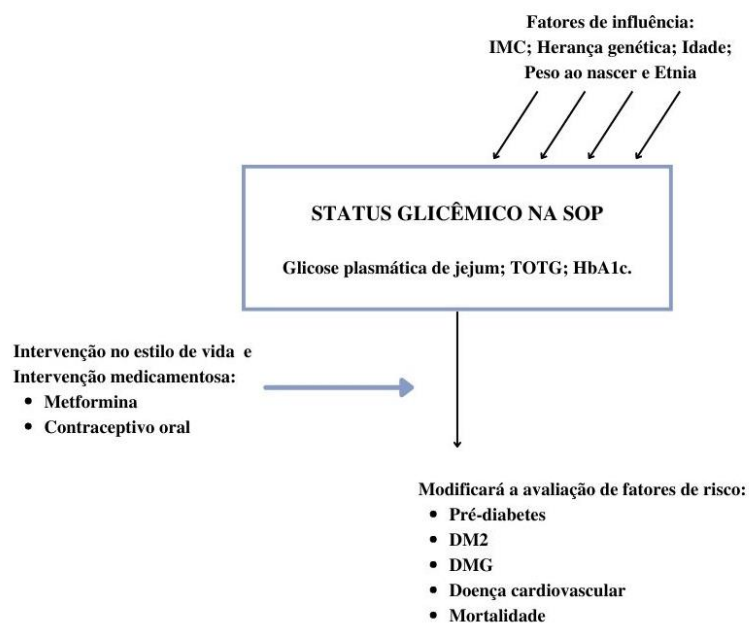 Fatores de influência:
IMC; Herança genética; Idade;
Peso ao nascer e Etnia
STATUS GLICÊMICO NA SOP
Glicose plasmática de jejum; TOTG; HbA1c.
Intervenção no estilo de vida e
Intervenção medicamentosa:
• Metformina
• Contraceptivo oral
Modificará a avaliação de fatores de risco:
• Pré-diabetes
• DM2
• DMG
• Doença cardiovascular
• Mortalidade